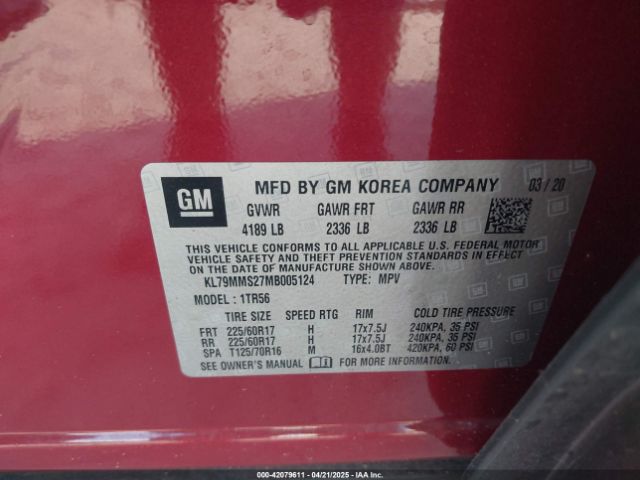 GM
MFD BY GM KOREA COMPANY 03/20
GVWR GAWR FRT GAWR RR
4189 LB 2336 LB 2336 LB
THIS VEHICLE CONFORMS TO ALL APPLICABLE U.S. FEDERAL MOTOR
VEHICLE SAFETY AND THEFT PREVENTION STANDARDS
IN EFFECT ON THE DATE OF MANUFACTURE SHOWN ABOVE.
KL79MMS27MB005124 TYPE: MPV
MODEL: 1TR56
TIRE SIZE SPEED RTG RIM COLD TIRE PRESSURE
FRT 225/60R17 H 17x7.5J 240KPA, 35 PSI
RR 225/60R17 H 17x7.5J 240KPA, 35 PSI
SPA T125/70R16 M 16x4.0BT 420KPA, 60 PSI
SEE OWNER'S MANUAL FOR MORE INFORMATION.
000-42079611 - 04/21/2025 - IAA Inc.